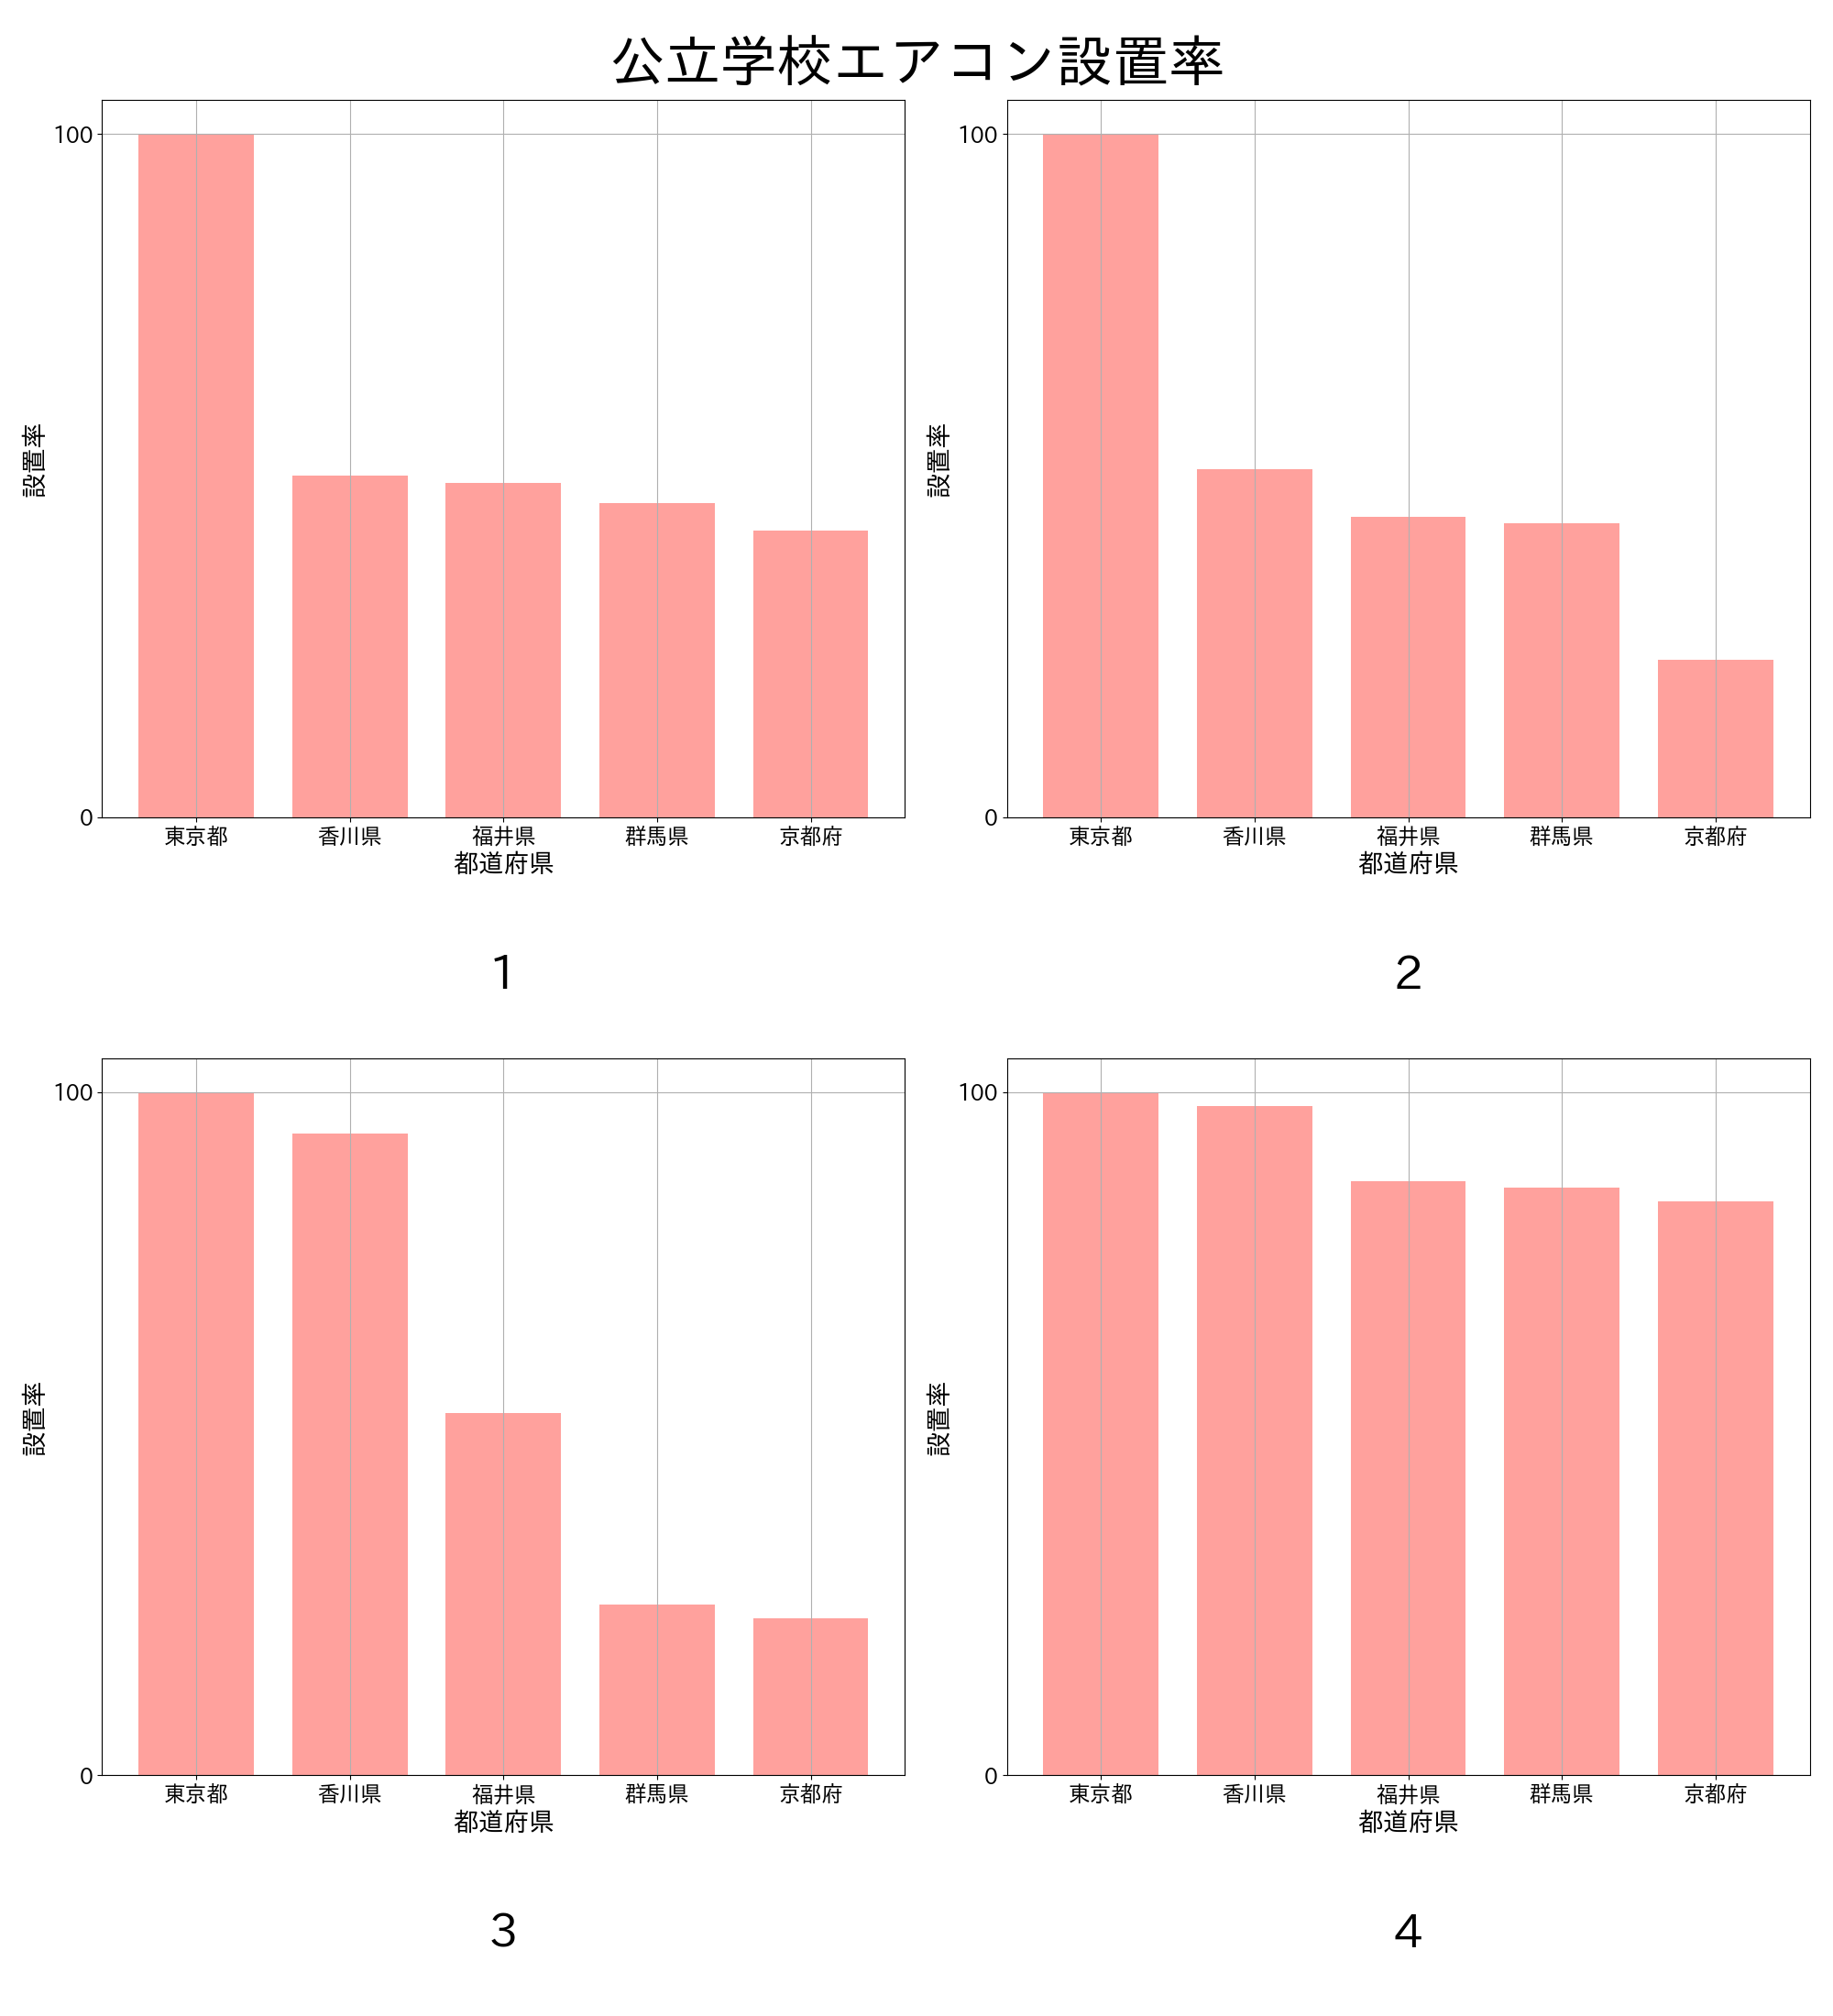 公立学校エアコン設置率
100
設置率
0
東京都 香川県 福井県 群馬県 京都府
都道府県
1
100
設置率
0
東京都 香川県 福井県 群馬県 京都府
都道府県
2
100
設置率
0
東京都 香川県 福井県 群馬県 京都府
都道府県
3
100
設置率
0
東京都 香川県 福井県 群馬県 京都府
都道府県
4